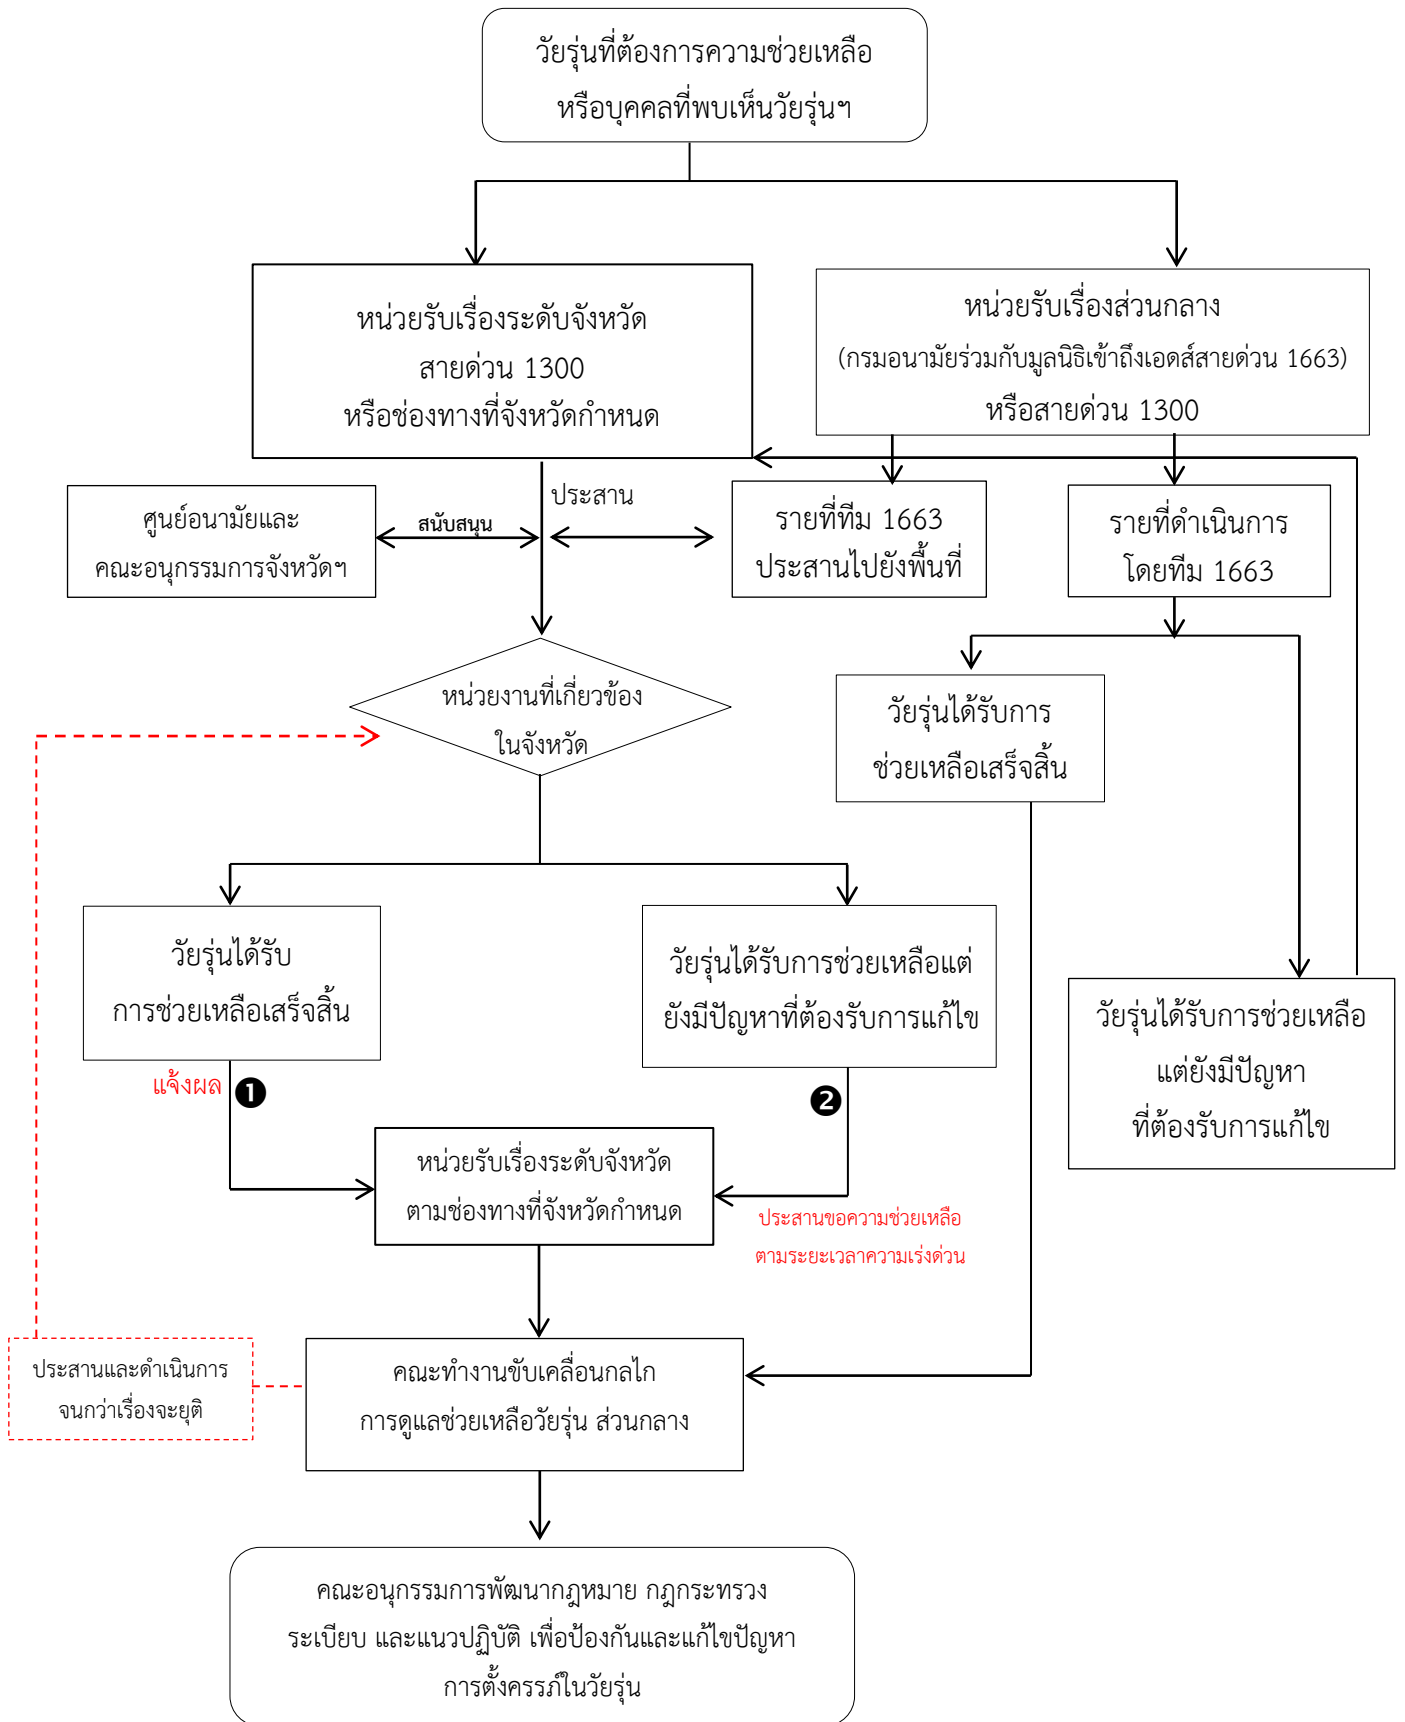 วัยรุ่นที่ต้องการความช่วยเหลือ
หรือบุคคลที่พบเห็นวัยรุ่นฯ
หน่วยรับเรื่องระดับจังหวัด
สายด่วน 1300
หรือช่องทางที่จังหวัดกำหนด
หน่วยรับเรื่องส่วนกลาง
(กรมอนามัยร่วมกับมูลนิธิเข้าถึงเอดส์สายด่วน 1663)
หรือสายด่วน 1300
ศูนย์อนามัยและ
คณะอนุกรรมการจังหวัดฯ
สนับสนุน
ประสาน
รายที่ทีม 1663
ประสานไปยังพื้นที่
รายที่ดำเนินการ
โดยทีม 1663
หน่วยงานที่เกี่ยวข้อง
ในจังหวัด
วัยรุ่นได้รับการ
ช่วยเหลือเสร็จสิ้น
วัยรุ่นได้รับ
การช่วยเหลือเสร็จสิ้น
วัยรุ่นได้รับการช่วยเหลือแต่
ยังมีปัญหาที่ต้องรับการแก้ไข
วัยรุ่นได้รับการช่วยเหลือ
แต่ยังมีปัญหา
ที่ต้องรับการแก้ไข
แจ้งผล ❶
❷
หน่วยรับเรื่องระดับจังหวัด
ตามช่องทางที่จังหวัดกำหนด
ประสานขอความช่วยเหลือ
ตามระยะเวลาความเร่งด่วน
ประสานและดำเนินการ
จนกว่าเรื่องจะยุติ
คณะทำงานขับเคลื่อนกลไก
การดูแลช่วยเหลือวัยรุ่น ส่วนกลาง
คณะอนุกรรมการพัฒนากฎหมาย กฎกระทรวง
ระเบียบ และแนวปฏิบัติ เพื่อป้องกันและแก้ไขปัญหา
การตั้งครรภ์ในวัยรุ่น